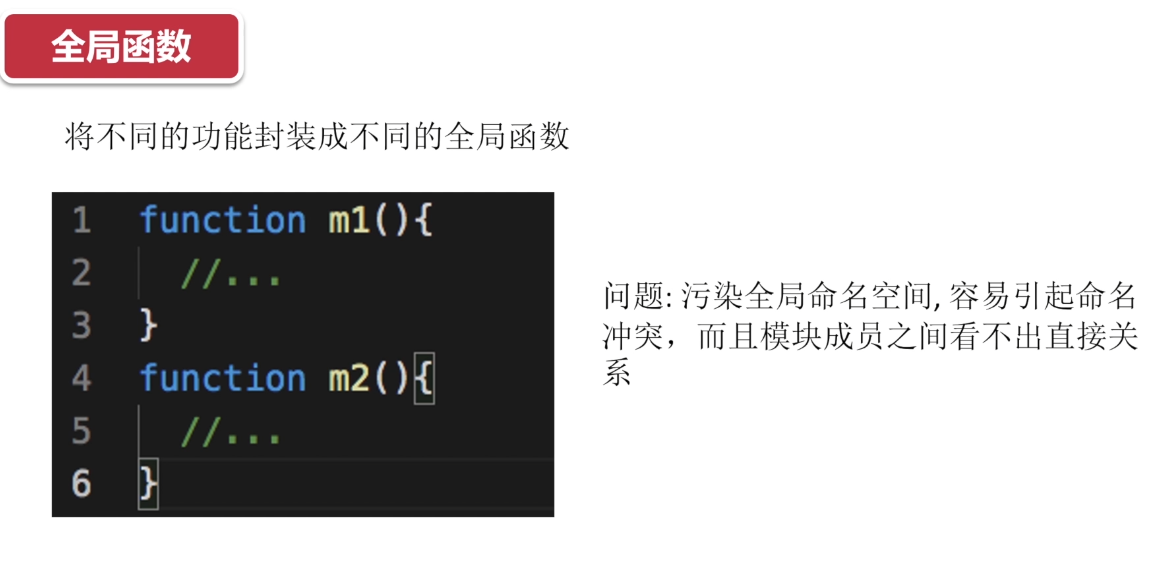 全局函数
将不同的功能封装成不同的全局函数
1 function m1(){
2 //...
3 }
4 function m2(){
5 //...
6 }
问题: 污染全局命名空间, 容易引起命名
冲突，而且模块成员之间看不出直接关
系